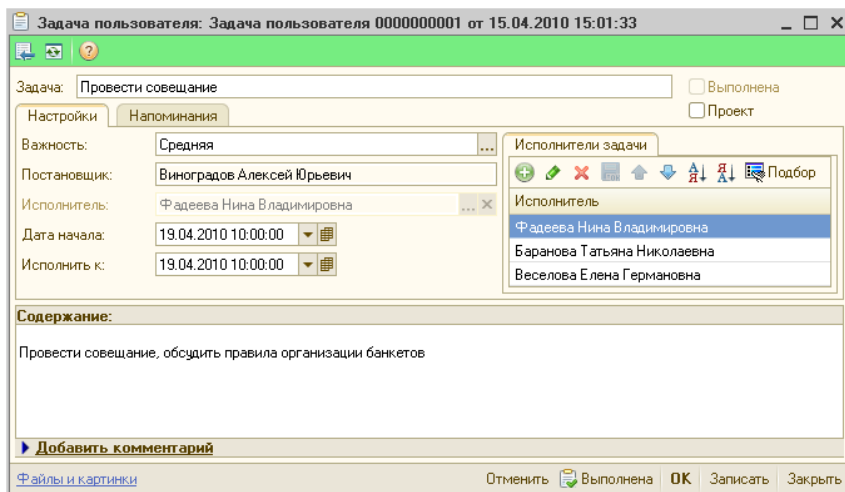 Задача пользователя: Задача пользователя 0000000001 от 15.04.2010 15:01:33
Задача: Провести совещание
Выполнена
Проект
Настройки Напоминания
Важность: Средняя ...
Постановщик: Виноградов Алексей Юрьевич
Исполнитель: Фадеева Нина Владимировна ...
Дата начала: 19.04.2010 10:00:00
Исполнить к: 19.04.2010 10:00:00
Исполнители задачи
Подбор
Исполнитель
Фадеева Нина Владимировна
Баранова Татьяна Николаевна
Веселова Елена Германовна
Содержание:
Провести совещание, обсудить правила организации банкетов
Добавить комментарий
Файлы и картинки Отменить Выполнена OK Записать Закрыть